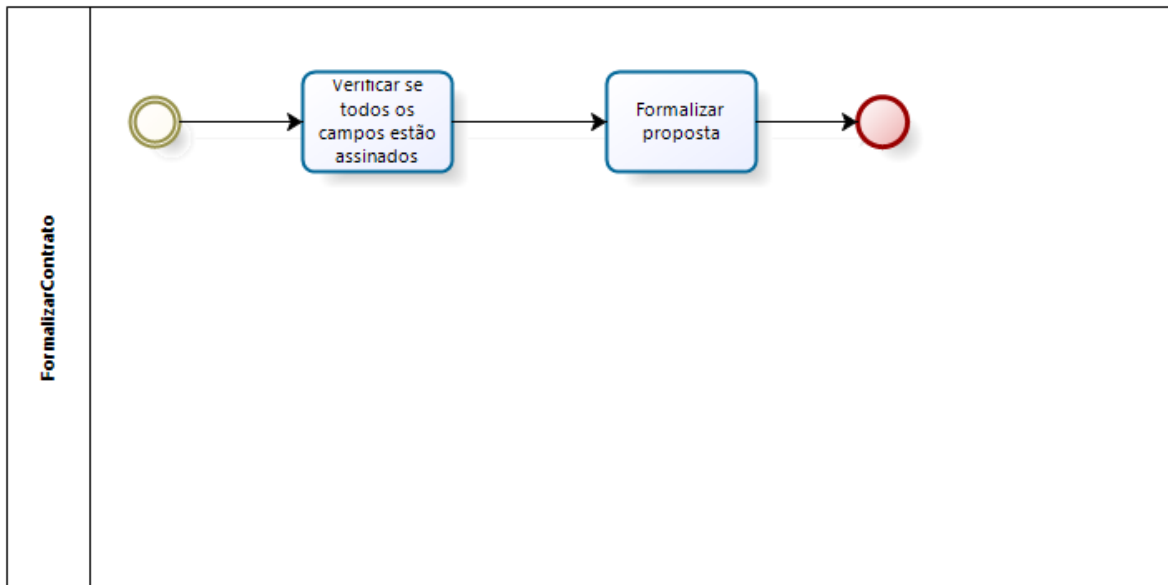 FormalizarContrato
Verificar se
todos os
campos estão
assinados
Formalizar
proposta